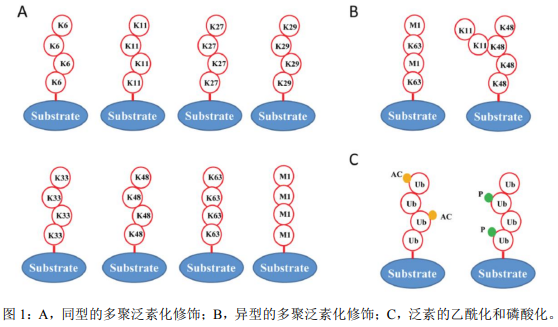 A
K6
K6
K6
K6
Substrate
K11
K11
K11
K11
Substrate
K27
K27
K27
K27
Substrate
K29
K29
K29
K29
Substrate
K33
K33
K33
K33
Substrate
K48
K48
K48
K48
Substrate
K63
K63
K63
K63
Substrate
M1
M1
M1
M1
Substrate
B
M1
K63
M1
K63
Substrate
K11
K48
K11
K48
K48
K48
Substrate
C
AC
Ub
Ub
Ub
AC
Ub
Substrate
Ub
P
Ub
Ub
P
Ub
Substrate
图 1：A，同型的多聚泛素化修饰；B，异型的多聚泛素化修饰；C，泛素的乙酰化和磷酸化。